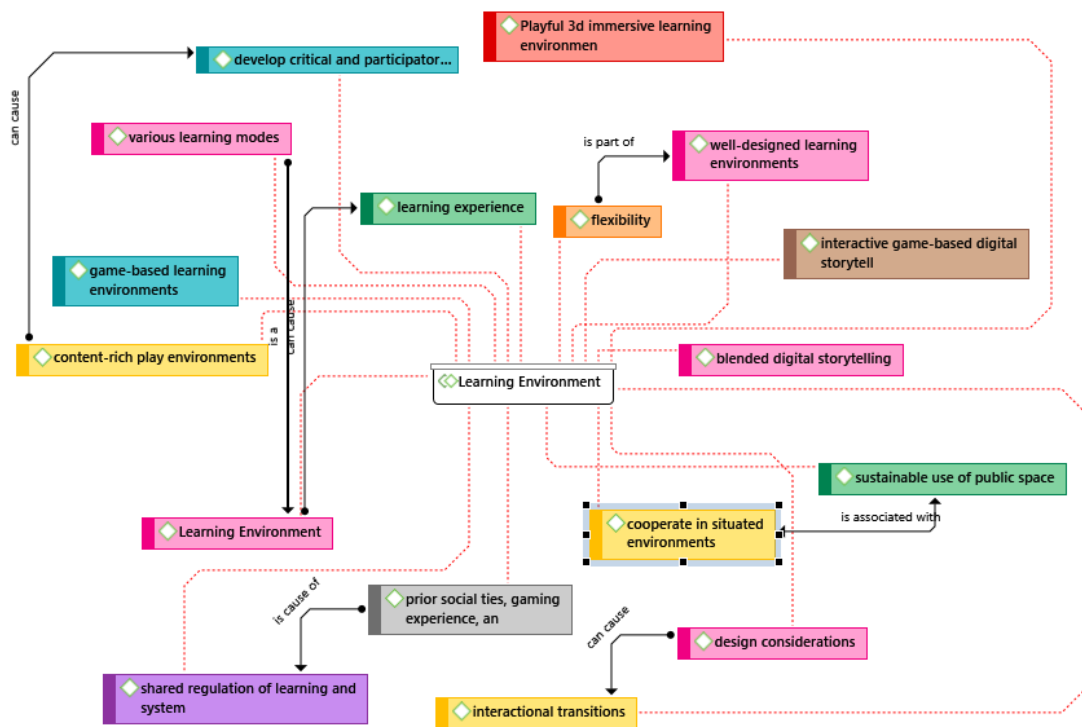 Playful 3d immersive learning
environmen
develop critical and participator...
can cause
various learning modes
is part of
well-designed learning
environments
learning experience
flexibility
interactive game-based digital
storytell
game-based learning
environments
is a
can cause
content-rich play environments
blended digital storytelling
Learning Environment
sustainable use of public space
is associated with
cooperate in situated
environments
Learning Environment
is cause of
prior social ties, gaming
experience, an
can cause
design considerations
shared regulation of learning and
system
interactional transitions